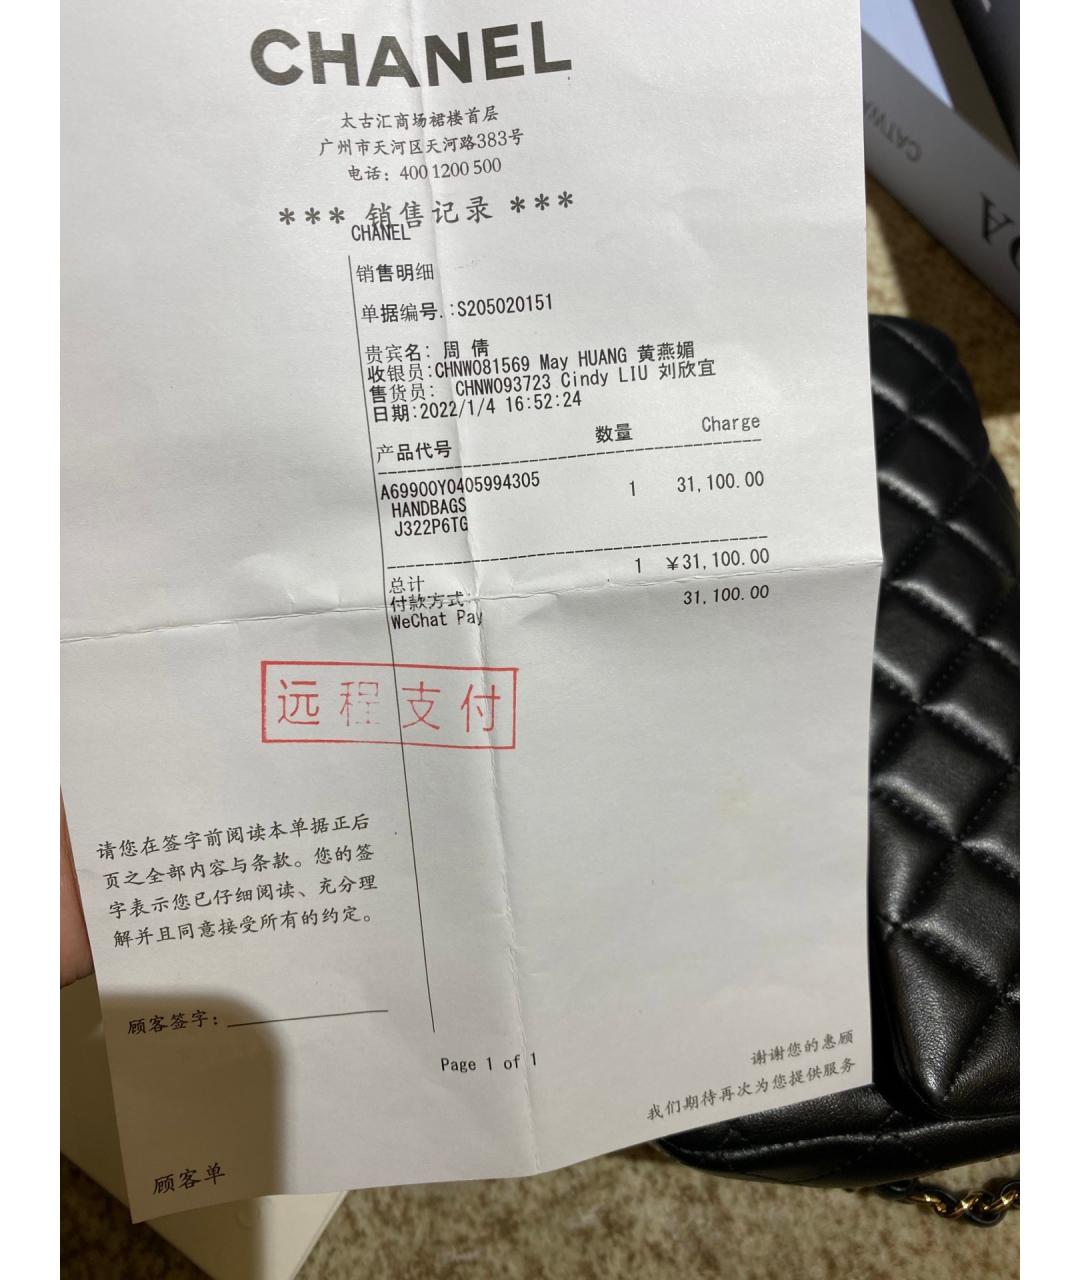 CHANEL
太古汇商场裙楼首层
广州市天河区天河路383号
电话：400 1200 500
*** 销售记录 ***
CHANEL
销售明细
单据编号.:S205020151
贵宾名: 周 倩
收银员:CHNW081569 May HUANG 黄燕媚
售货员: CHNW093723 Cindy LIU 刘欣宜
日期:2022/1/4 16:52:24
产品代号 数量 Charge
A69900Y0405994305 1 31,100.00
HANDBAGS
J322P6TG
总计 1 ¥31,100.00
付款方式 31,100.00
WeChat Pay
远程支付
请您在签字前阅读本单据正后
页之全部内容与条款。您的签
字表示您已仔细阅读、充分理
解并且同意接受所有的约定。
顾客签字:
Page 1 of 1
谢谢您的惠顾
我们期待再次为您提供服务
顾客单
CATW